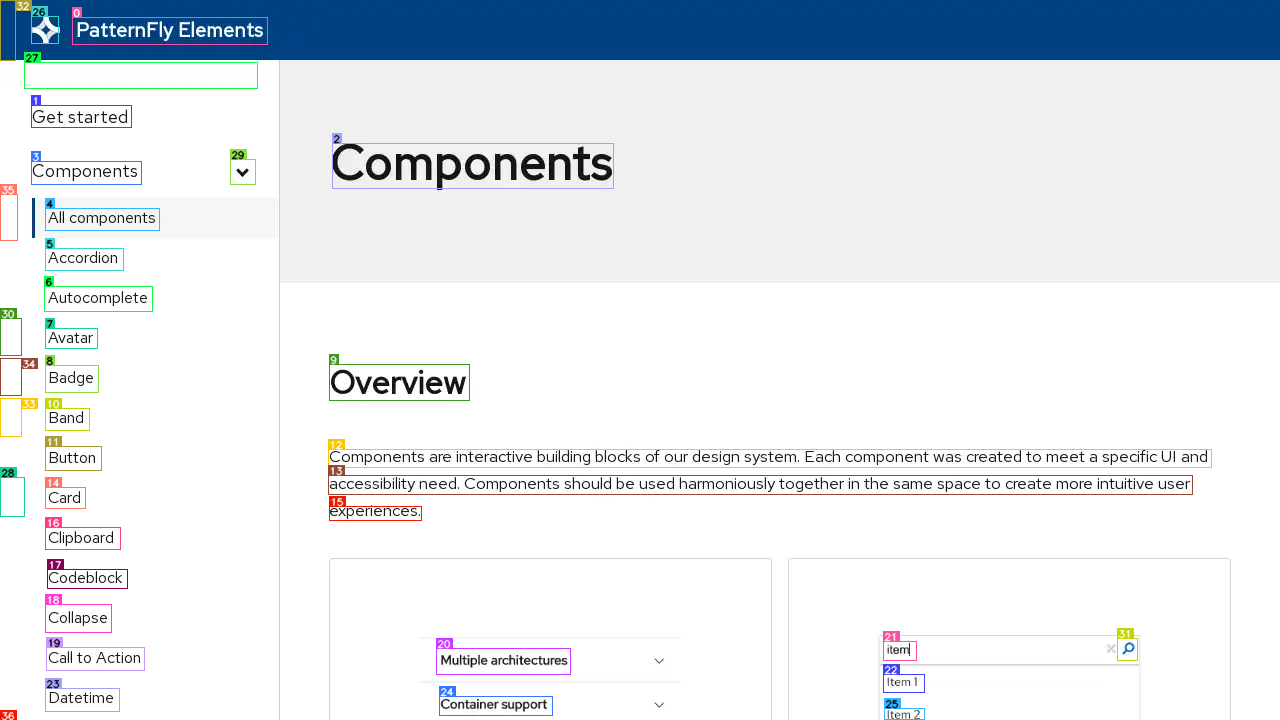 PatternFly Elements
Get started
Components
All components
Accordion
Autocomplete
Avatar
Badge
Band
Button
Card
Clipboard
Codeblock
Collapse
Call to Action
Datetime
Components
Overview
Components are interactive building blocks of our design system. Each component was created to meet a specific UI and
accessibility need. Components should be used harmoniously together in the same space to create more intuitive user
experiences.
Multiple architectures
Container support
item
Item 1
Item 2
32
26
0
27
1
3
29
35
4
5
6
30
7
34
8
33
10
11
28
14
16
17
18
19
23
36
2
9
12
13
15
20
24
21
31
22
25